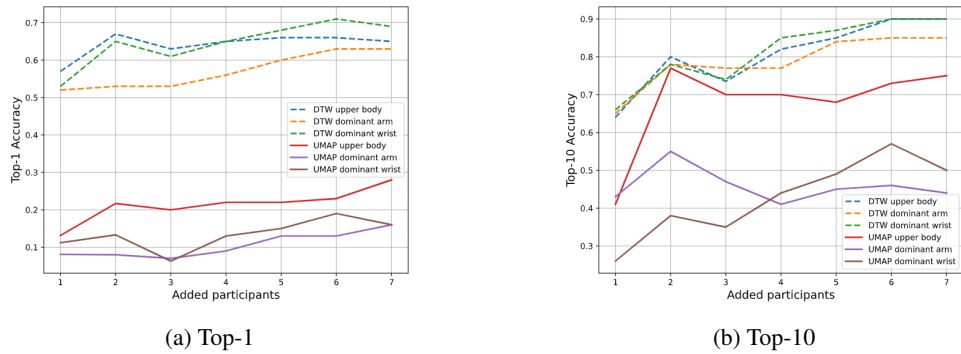 0.7
0.6
0.5
0.4
0.3
0.2
0.1
Top-1 Accuracy
DTW upper body
DTW dominant arm
DTW dominant wrist
UMAP upper body
UMAP dominant arm
UMAP dominant wrist
1 2 3 4 5 6 7
Added participants
(a) Top-1
0.9
0.8
0.7
0.6
0.5
0.4
0.3
Top-10 Accuracy
DTW upper body
DTW dominant arm
DTW dominant wrist
UMAP upper body
UMAP dominant arm
UMAP dominant wrist
1 2 3 4 5 6 7
Added participants
(b) Top-10